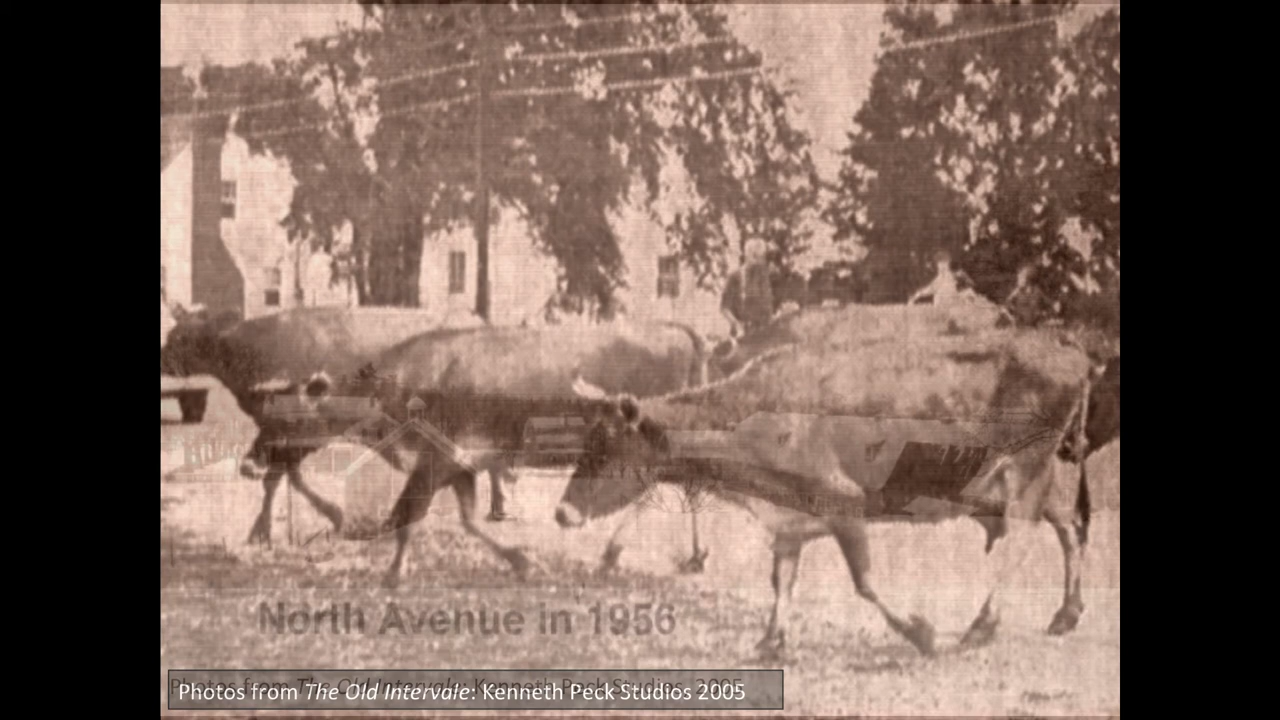 North Avenue in 1956
Photos from The Old Intervale: Kenneth Peck Studios 2005